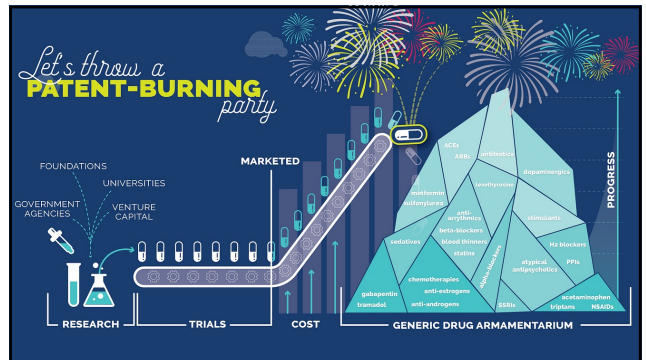 Let's throw a
PATENT-BURNING
party
FOUNDATIONS
UNIVERSITIES
GOVERNMENT
AGENCIES
VENTURE
CAPITAL
MARKETED
RESEARCH
TRIALS
COST
GENERIC DRUG ARMAMENTARIUM
PROGRESS
ACEs
ARBs
antibiotics
dopaminergics
metformin
sulfonylurea
levothyroxine
anti-
arrythmics
beta-blockers
blood thinners
statins
stimulants
sedatives
alpha-blockers
atypical
antipsychotics
H2 blockers
PPIs
chemotherapies
anti-estrogens
anti-androgens
gabapentin
tramadol
SSRIs
acetaminophen
triptans
NSAIDs